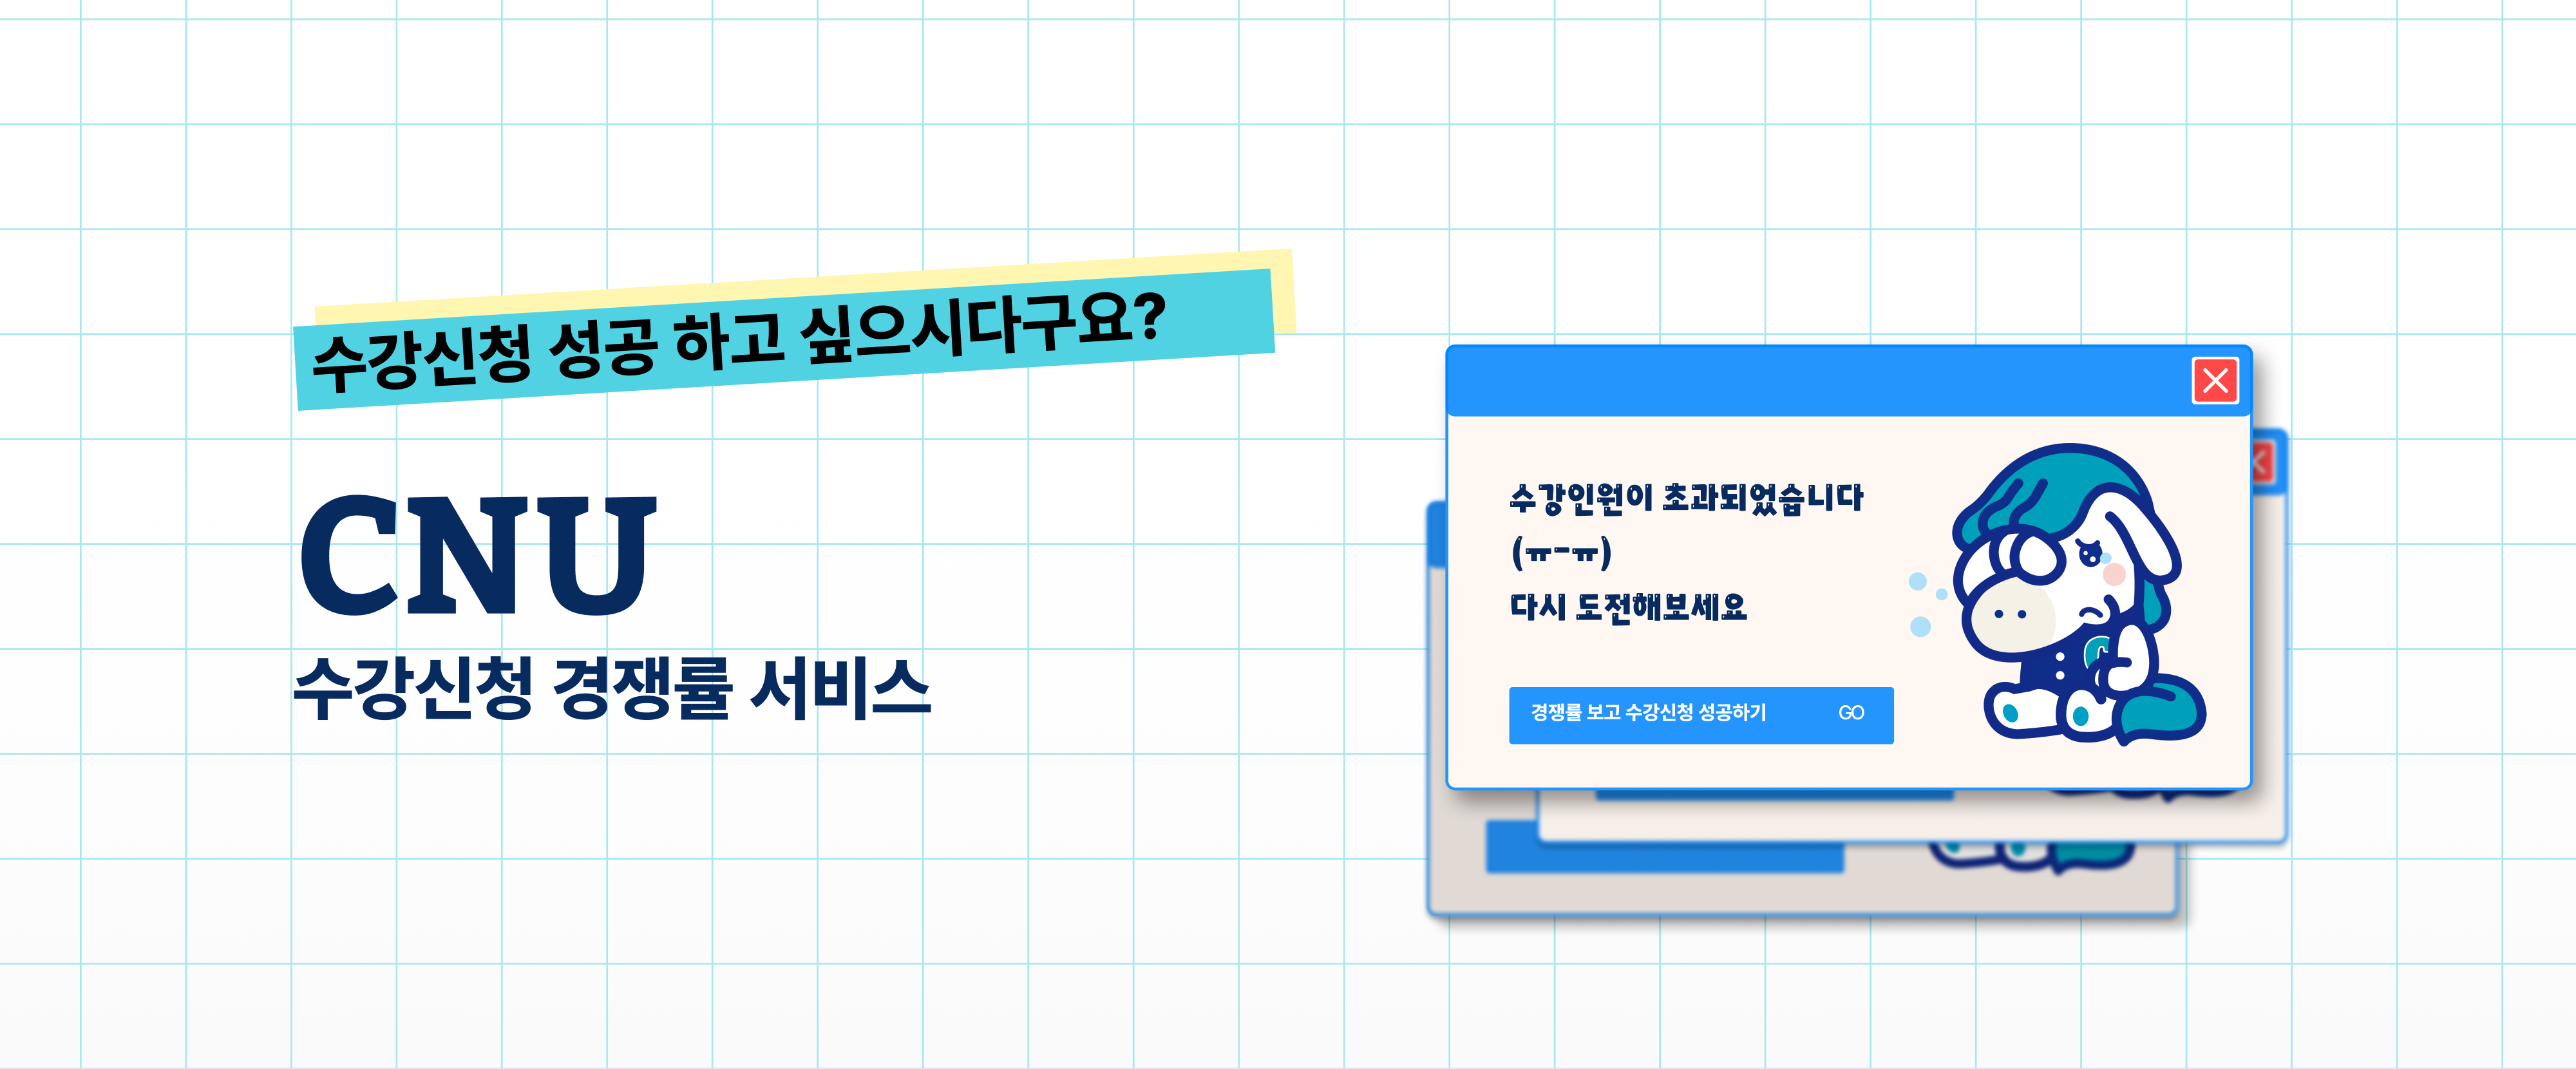 수강신청 성공 하고 싶으시다구요?
CNU
수강신청 경쟁률 서비스
수강인원이 초과되었습니다
(ㅠ-ㅠ)
다시 도전해보세요
경쟁률 보고 수강신청 성공하기 GO